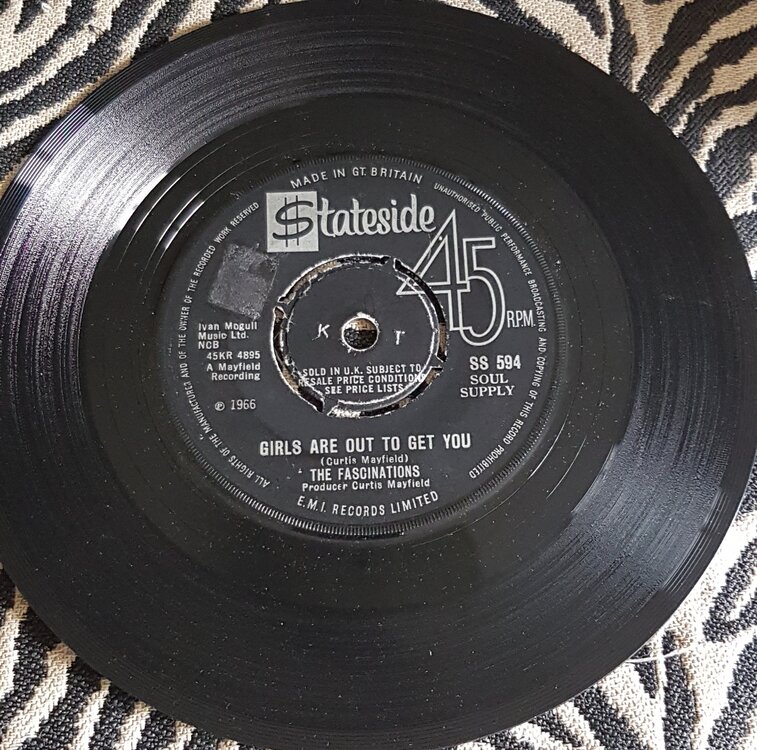 MADE IN GT. BRITAIN
UNAUTHORISED PUBLIC PERFORMANCE BROADCASTING AND COPYING OF THIS RECORD PROHIBITED
ALL RIGHTS OF THE MANUFACTURER AND OF THE OWNER OF THE RECORDED WORK RESERVED
$tateside
45
R.P.M.
Ivan Mogull
Music Ltd.
NCB
45KR 4895
A Mayfield
Recording
℗ 1966
K T
SOLD IN U.K. SUBJECT TO
RESALE PRICE CONDITIONS
SEE PRICE LISTS
SS 594
SOUL
SUPPLY
GIRLS ARE OUT TO GET YOU
(Curtis Mayfield)
THE FASCINATIONS
Producer Curtis Mayfield
E.M.I. RECORDS LIMITED